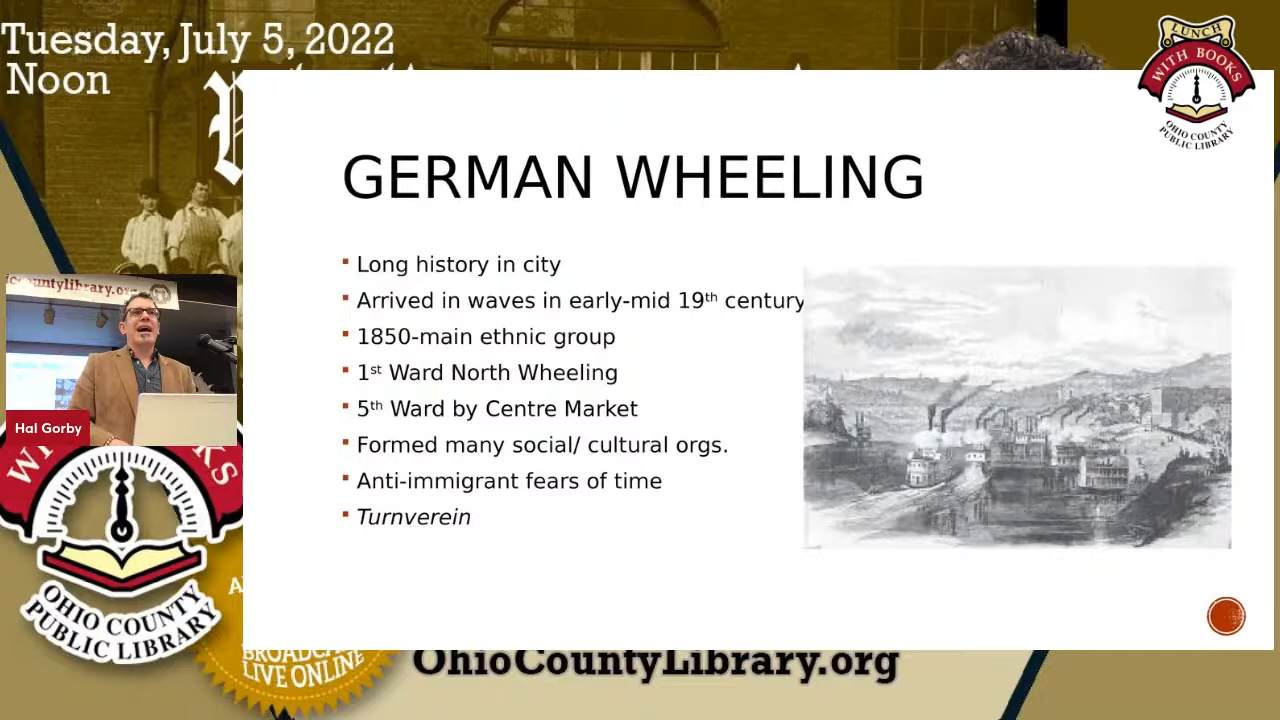 Tuesday, July 5, 2022
Noon
LUNCH
WITH BOOKS
OHIO COUNTY
PUBLIC LIBRARY
GERMAN WHEELING
Long history in city
Arrived in waves in early-mid 19th century
1850-main ethnic group
1st Ward North Wheeling
5th Ward by Centre Market
Formed many social/ cultural orgs.
Anti-immigrant fears of time
Turnverein
countylibrary.org
Hal Gorby
BOOKS
OHIO COUNTY
PUBLIC LIBRARY
BROADCAST
LIVE ONLINE
OhioCountyLibrary.org